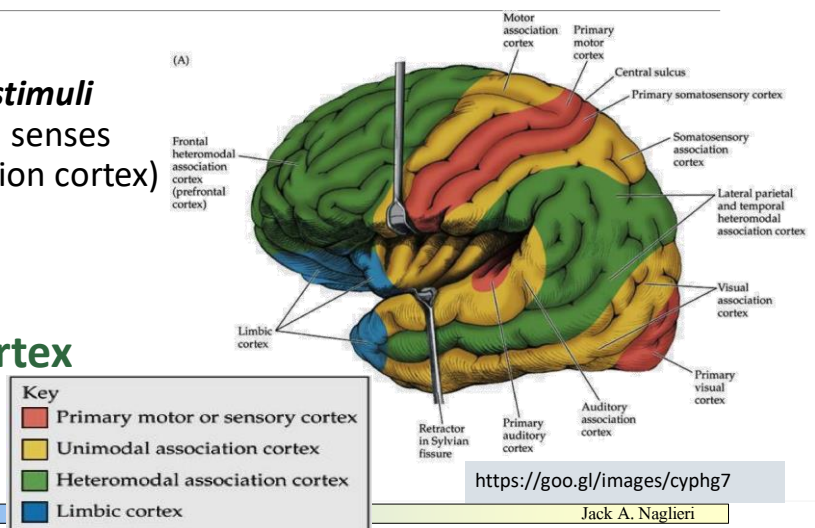 stimuli
senses
ion cortex)
rtex
(A)
Motor
association
cortex
Primary
motor
cortex
Central sulcus
Primary somatosensory cortex
Somatosensory
association
cortex
Frontal
heteromodal
association
cortex
(prefrontal
cortex)
Lateral parietal
and temporal
heteromodal
association cortex
Visual
association
cortex
Limbic
cortex
Primary
visual
cortex
Auditory
association
cortex
Primary
auditory
cortex
Retractor
in Sylvian
fissure
Key
Primary motor or sensory cortex
Unimodal association cortex
Heteromodal association cortex
Limbic cortex
https://goo.gl/images/cyphg7
Jack A. Naglieri